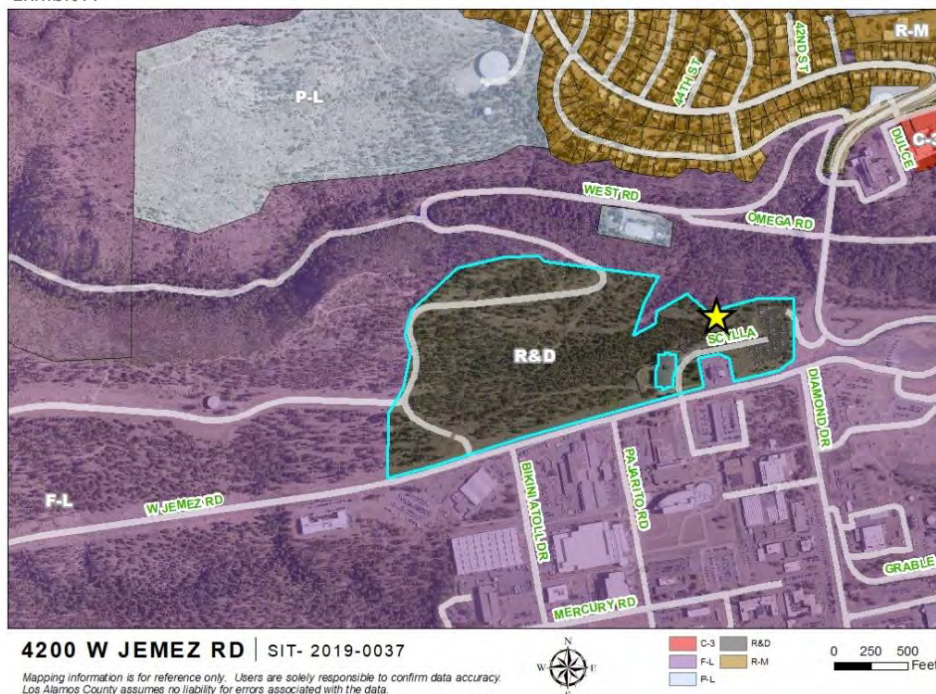 R-M
42ND ST
44TH ST
P-L
C-3
DULCE
WEST RD
OMEGA RD
SCYLLA
R&D
DIAMOND DR
PAJARITO RD
BIKINI ATOLL DR
F-L
W JEMEZ RD
GRABLE
MERCURY RD
4200 W JEMEZ RD | SIT- 2019-0037
Mapping information is for reference only. Users are solely responsible to confirm data accuracy.
Los Alamos County assumes no liability for errors associated with the data.
N
W E
S
C-3 R&D
F-L R-M
P-L
0 250 500
Feet